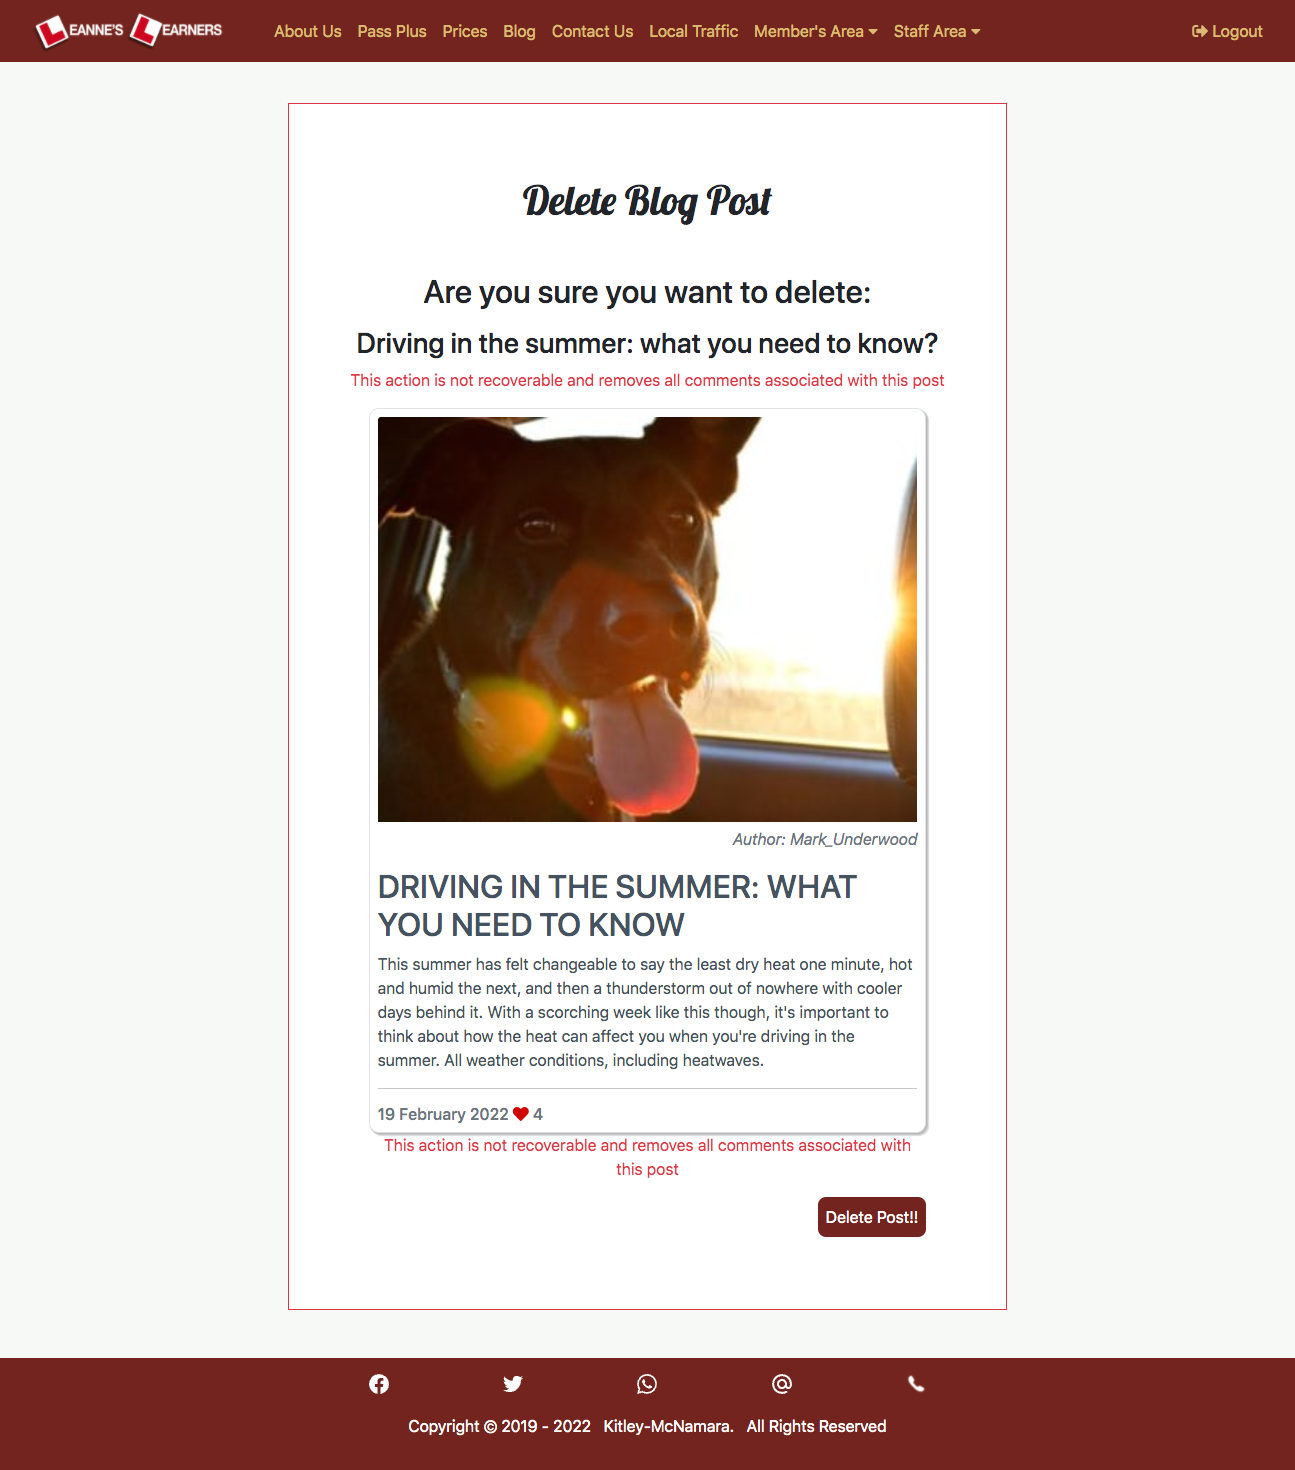 EANNE'S EARNERS
About Us Pass Plus Prices Blog Contact Us Local Traffic Member's Area Staff Area Logout
Delete Blog Post
Are you sure you want to delete:
Driving in the summer: what you need to know?
This action is not recoverable and removes all comments associated with this post
Author: Mark_Underwood
DRIVING IN THE SUMMER: WHAT
YOU NEED TO KNOW
This summer has felt changeable to say the least dry heat one minute, hot
and humid the next, and then a thunderstorm out of nowhere with cooler
days behind it. With a scorching week like this though, it's important to
think about how the heat can affect you when you're driving in the
summer. All weather conditions, including heatwaves.
19 February 2022 4
This action is not recoverable and removes all comments associated with
this post
Delete Post!!
Copyright © 2019 - 2022 Kitley-McNamara. All Rights Reserved